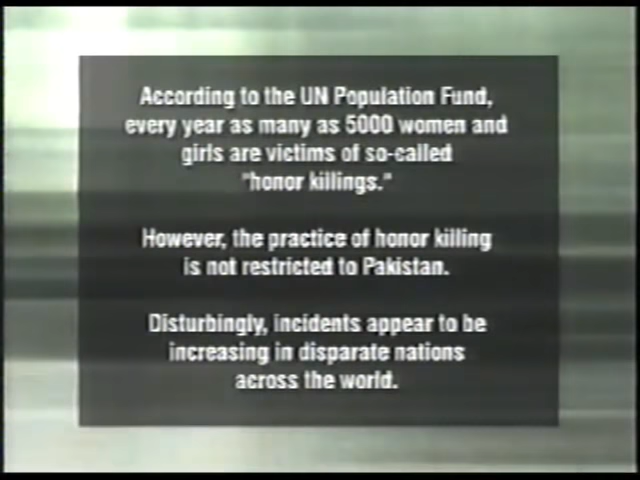 According to the UN Population Fund,
every year as many as 5000 women and
girls are victims of so-called
"honor killings."
However, the practice of honor killing
is not restricted to Pakistan.
Disturbingly, incidents appear to be
increasing in disparate nations
across the world.